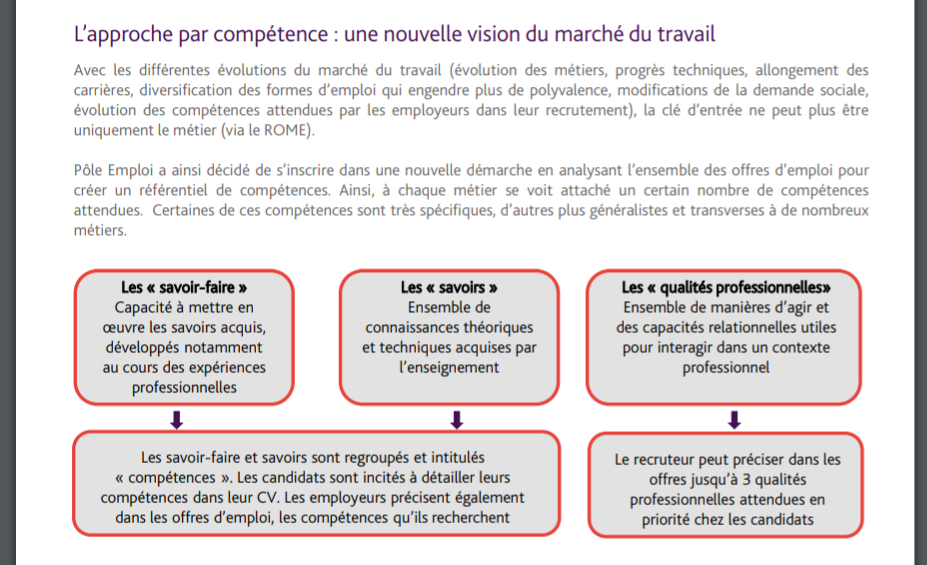 L’approche par compétence : une nouvelle vision du marché du travail
Avec les différentes évolutions du marché du travail (évolution des métiers, progrès techniques, allongement des
carrières, diversification des formes d’emploi qui engendre plus de polyvalence, modifications de la demande sociale,
évolution des compétences attendues par les employeurs dans leur recrutement), la clé d’entrée ne peut plus être
uniquement le métier (via le ROME).
Pôle Emploi a ainsi décidé de s’inscrire dans une nouvelle démarche en analysant l’ensemble des offres d’emploi pour
créer un référentiel de compétences. Ainsi, à chaque métier se voit attaché un certain nombre de compétences
attendues. Certaines de ces compétences sont très spécifiques, d’autres plus généralistes et transverses à de nombreux
métiers.
Les « savoir-faire »
Capacité à mettre en
œuvre les savoirs acquis,
développés notamment
au cours des expériences
professionnelles
Les « savoirs »
Ensemble de
connaissances théoriques
et techniques acquises par
l’enseignement
Les « qualités professionnelles»
Ensemble de manières d’agir et
des capacités relationnelles utiles
pour interagir dans un contexte
professionnel
Les savoir-faire et savoirs sont regroupés et intitulés
« compétences ». Les candidats sont incités à détailler leurs
compétences dans leur CV. Les employeurs précisent également
dans les offres d’emploi, les compétences qu’ils recherchent
Le recruteur peut préciser dans les
offres jusqu’à 3 qualités
professionnelles attendues en
priorité chez les candidats